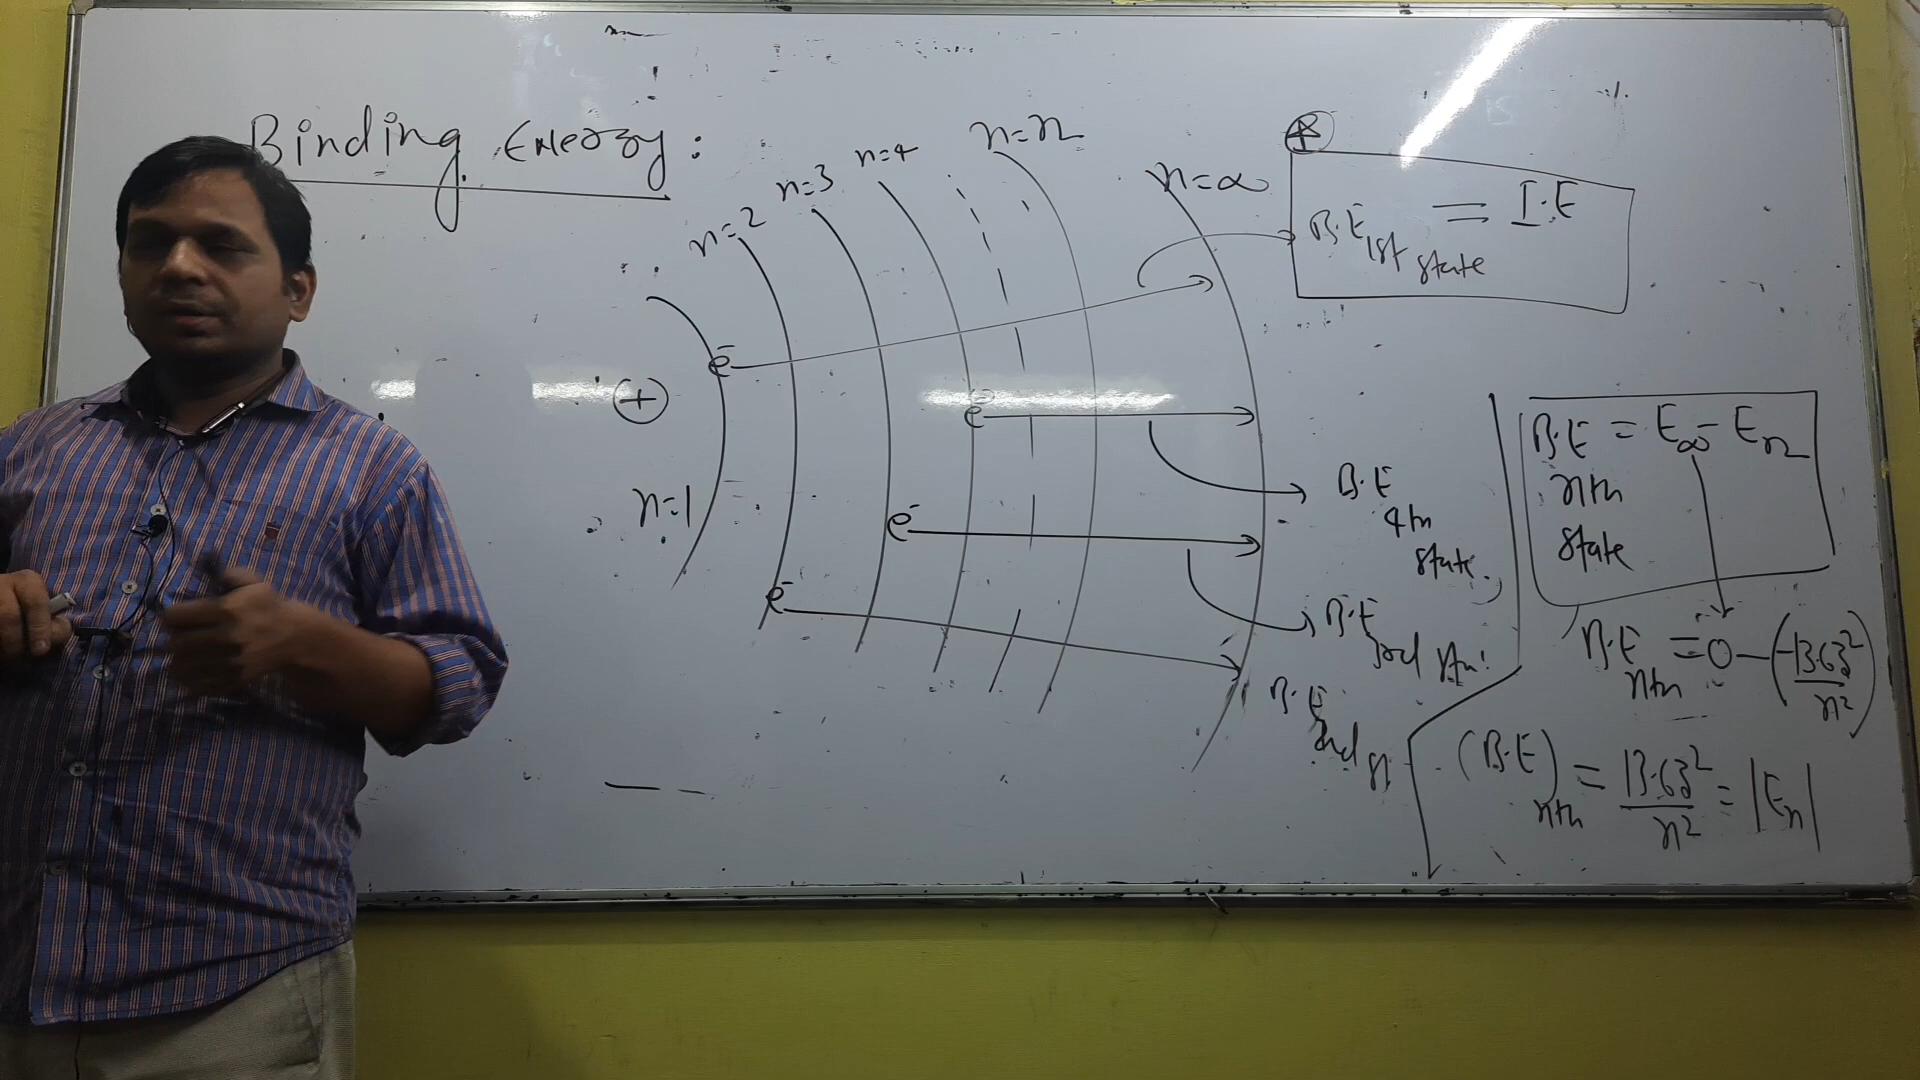 Binding Energy:
n=1
n=2
n=3
n=4
n=n
n=∝
+
e-
e-
e-
e-
B.E 1st state = I.E
B.E
4th
state.
B.E
3rd
B.E
2nd st
B.E = E∞ - En
nth
state
B.E nth = 0 - (-13.6z²/n²)
(B.E) nth = 13.6z²/n² = |En|